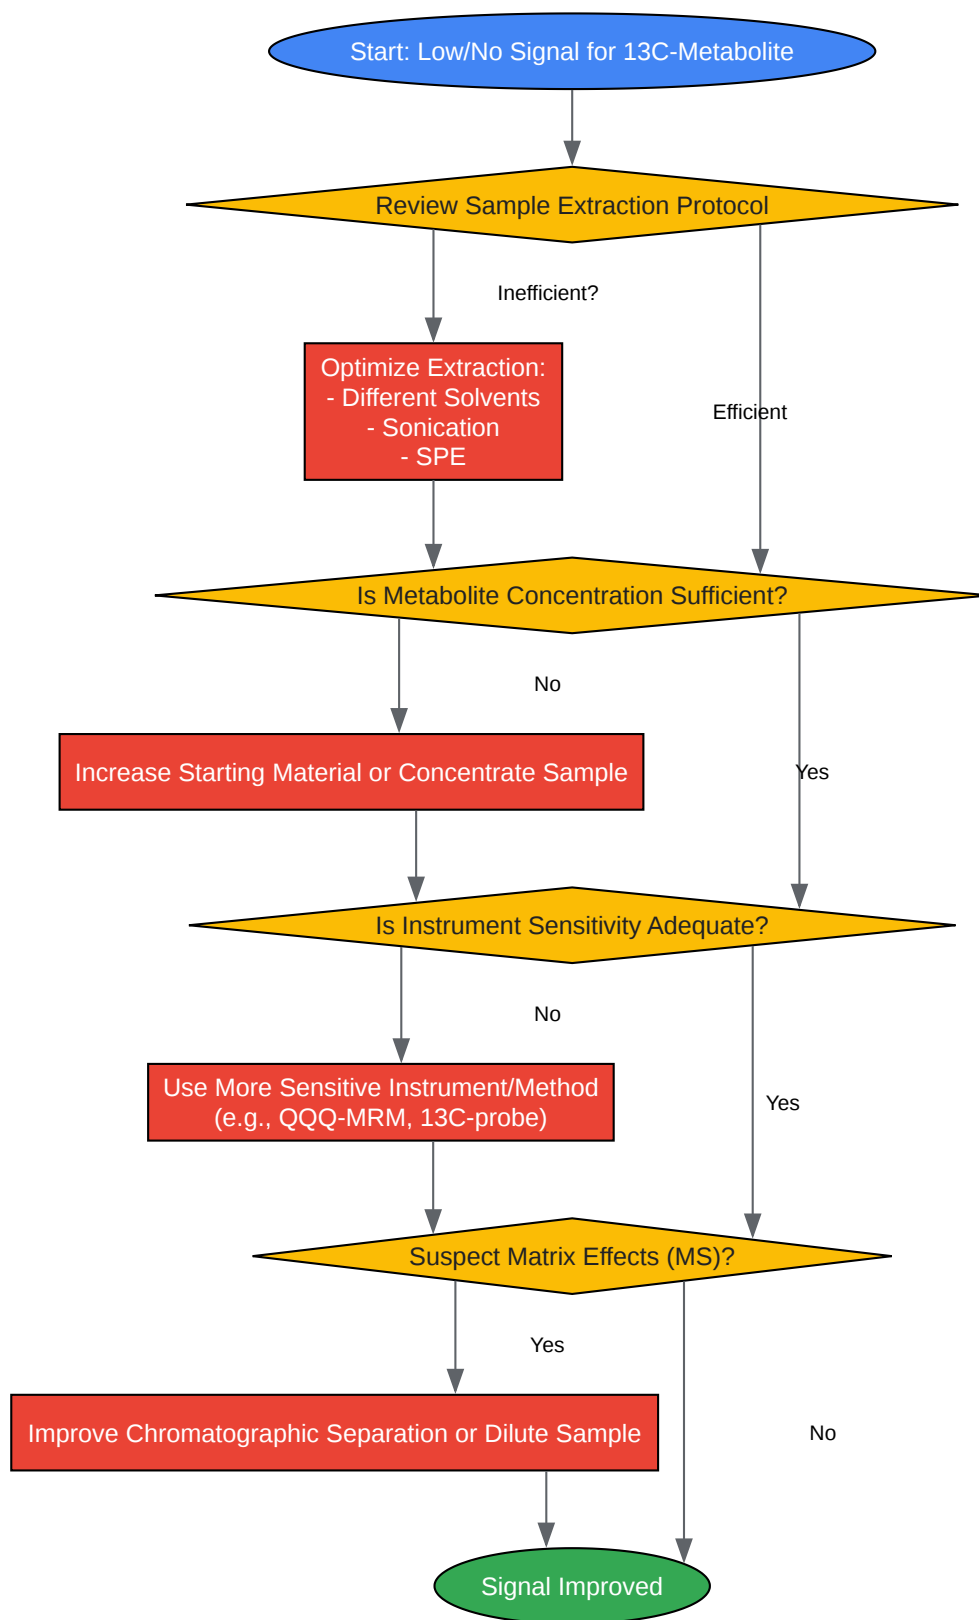 Start: Low/No Signal for 13C-Metabolite
Review Sample Extraction Protocol
Inefficient?
Optimize Extraction:
- Different Solvents
- Sonication
- SPE
Efficient
Is Metabolite Concentration Sufficient?
No
Increase Starting Material or Concentrate Sample
Yes
Is Instrument Sensitivity Adequate?
No
Use More Sensitive Instrument/Method
(e.g., QQQ-MRM, 13C-probe)
Yes
Suspect Matrix Effects (MS)?
Yes
Improve Chromatographic Separation or Dilute Sample
No
Signal Improved